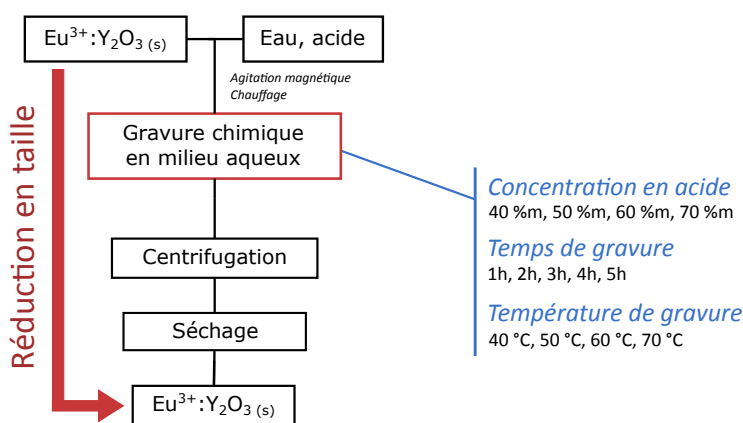 Eu³⁺:Y₂O₃ (s)
Eau, acide
Agitation magnétique
Chauffage
Réduction en taille
Gravure chimique
en milieu aqueux
Concentration en acide
40 %m, 50 %m, 60 %m, 70 %m
Centrifugation
Temps de gravure
1h, 2h, 3h, 4h, 5h
Température de gravure
40 °C, 50 °C, 60 °C, 70 °C
Séchage
Eu³⁺:Y₂O₃ (s)